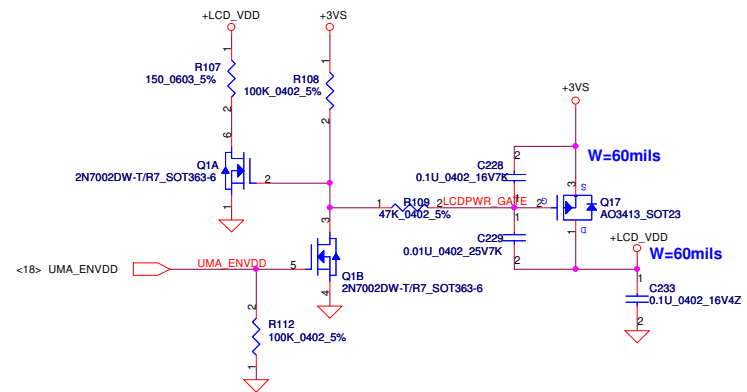 +LCD_VDD
+3VS
1
R107
150_0603_5%
2
1
R108
100K_0402_5%
2
+3VS
6
Q1A
2N7002DW-T/R7_SOT363-6
2
1
2
C228
0.1U_0402_16V7K
1
W=60mils
3
S
1
R109
47K_0402_5%
2
LCDPWR_GATE
2
G
Q17
AO3413_SOT23
1
D
1
C229
0.01U_0402_25V7K
2
+LCD_VDD
W=60mils
3
<18>
UMA_ENVDD
UMA_ENVDD
5
Q1B
2N7002DW-T/R7_SOT363-6
4
1
C233
0.1U_0402_16V4Z
2
2
R112
100K_0402_5%
1